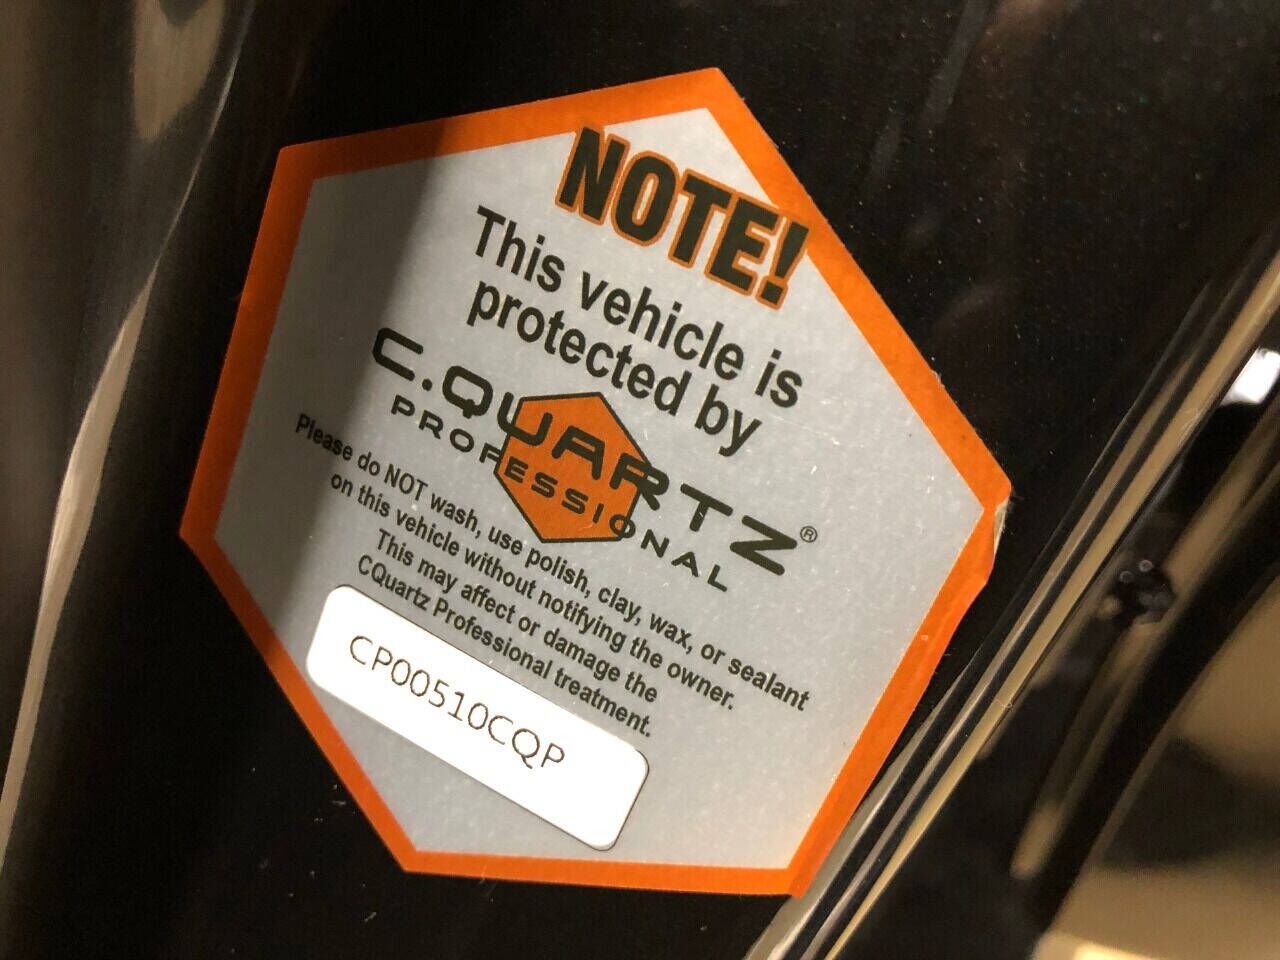 NOTE!
This vehicle is
protected by
C.QUARTZ®
PROFESSIONAL
Please do NOT wash, use polish, clay, wax, or sealant
on this vehicle without notifying the owner.
This may affect or damage the
CQuartz Professional treatment.
CP00510CQP